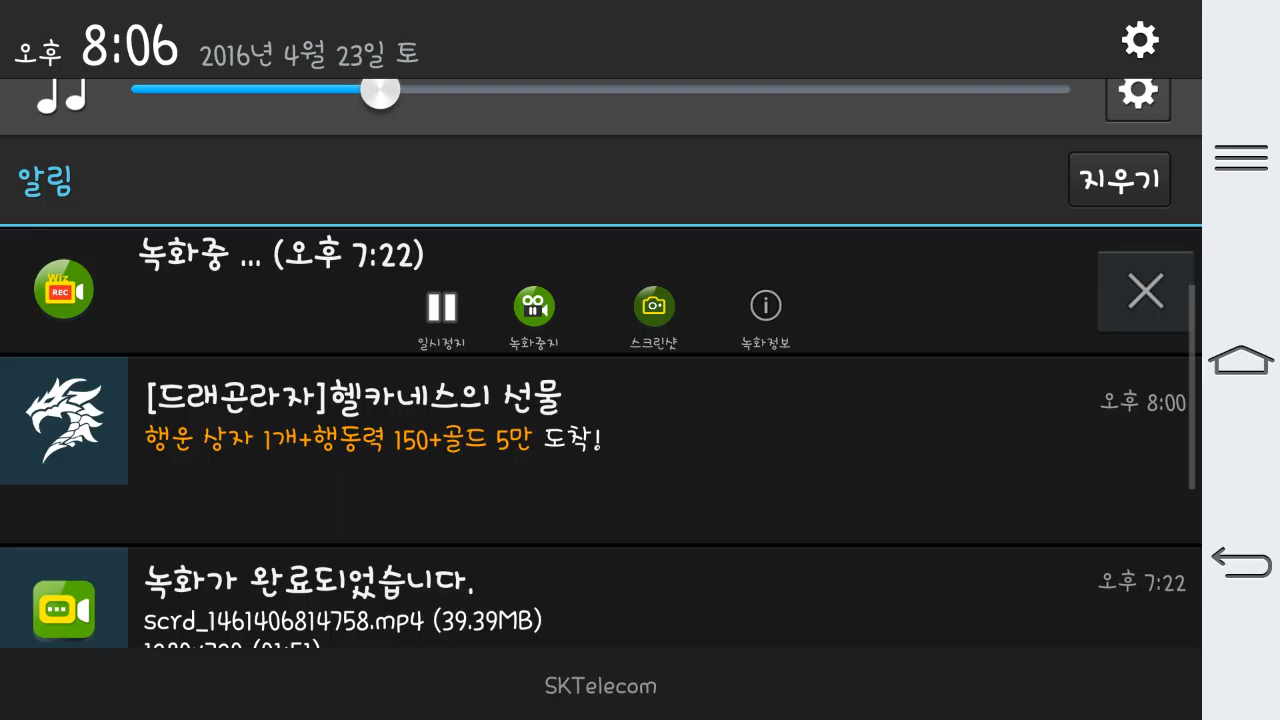 오후 8:06 2016년 4월 23일 토
알림
지우기
녹화중 ... (오후 7:22)
Wiz
REC
일시정지 녹화중지 스크린샷 녹화정보
[드래곤라자]헬카네스의 선물
오후 8:00
행운 상자 1개+행동력 150+골드 5만 도착!
녹화가 완료되었습니다.
오후 7:22
scrd_1461406814758.mp4 (39.39MB)
SKTelecom